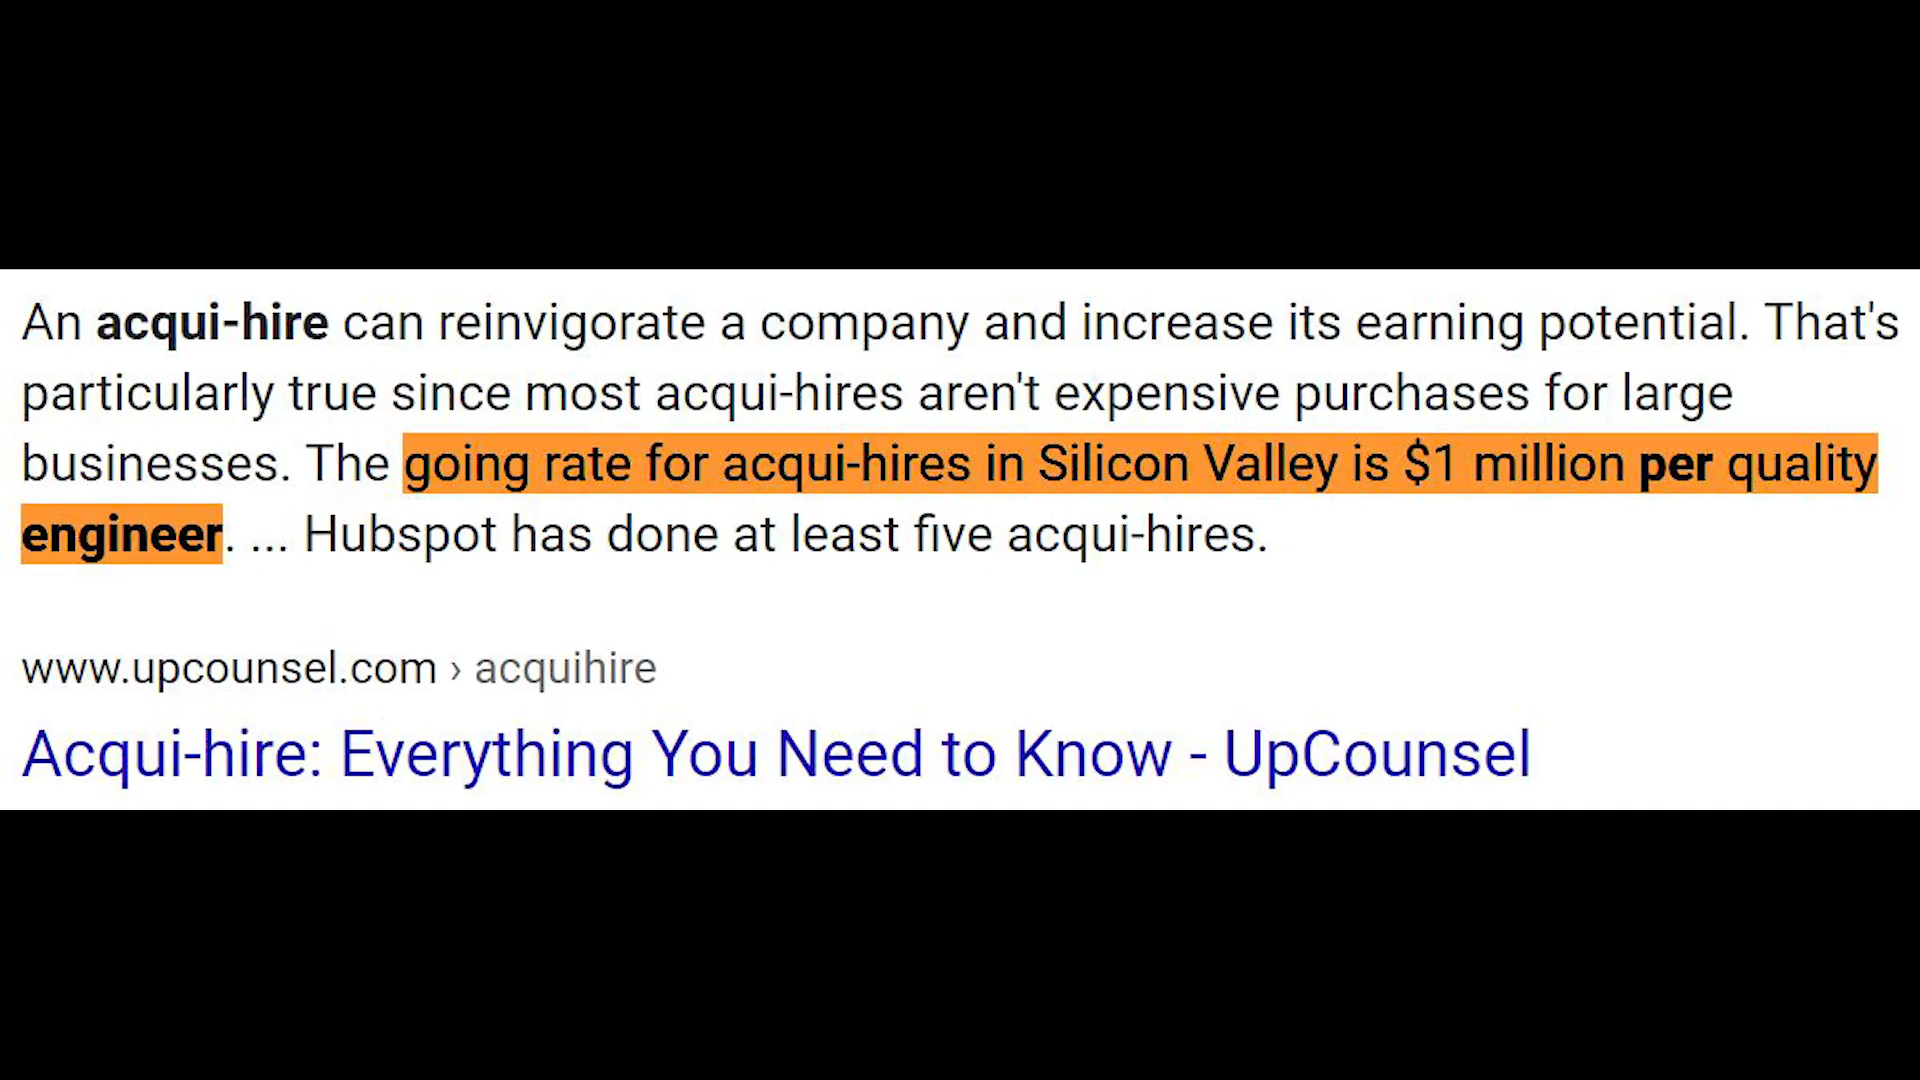 An acqui-hire can reinvigorate a company and increase its earning potential. That's
particularly true since most acqui-hires aren't expensive purchases for large
businesses. The going rate for acqui-hires in Silicon Valley is $1 million per quality
engineer. ... Hubspot has done at least five acqui-hires.
www.upcounsel.com › acquihire
Acqui-hire: Everything You Need to Know - UpCounsel